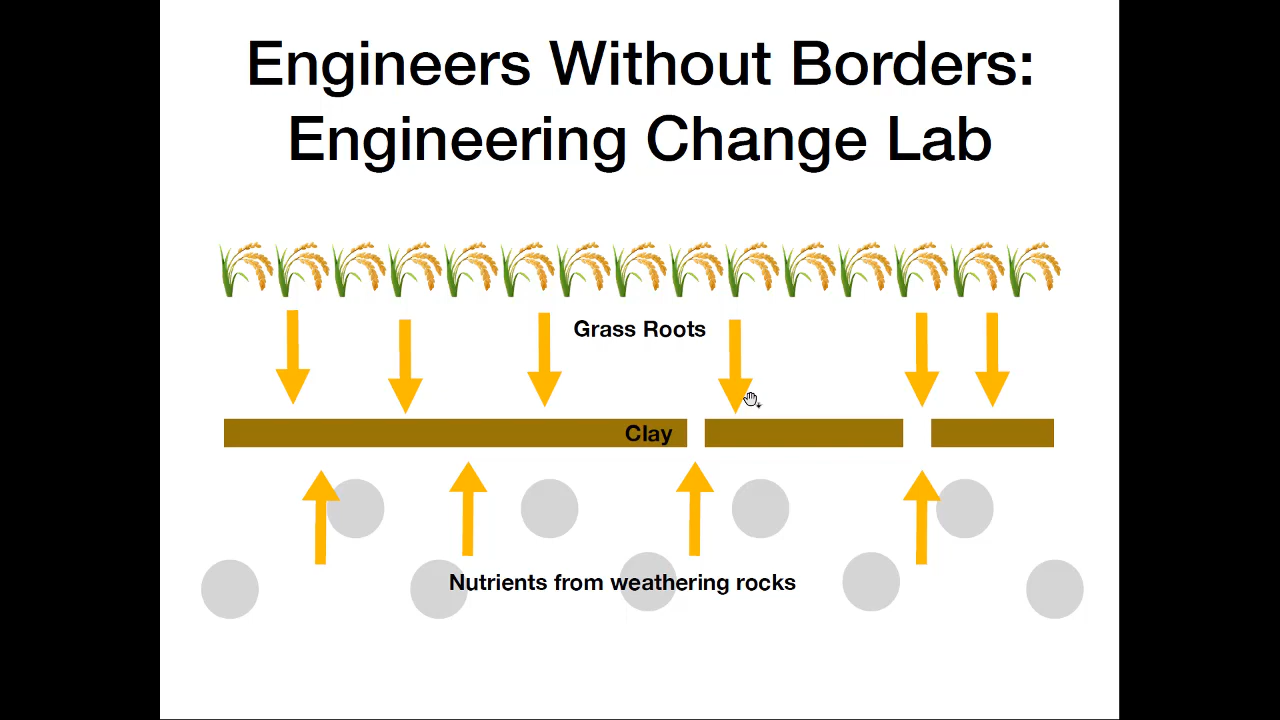 Engineers Without Borders:
Engineering Change Lab
Grass Roots
Clay
Nutrients from weathering rocks